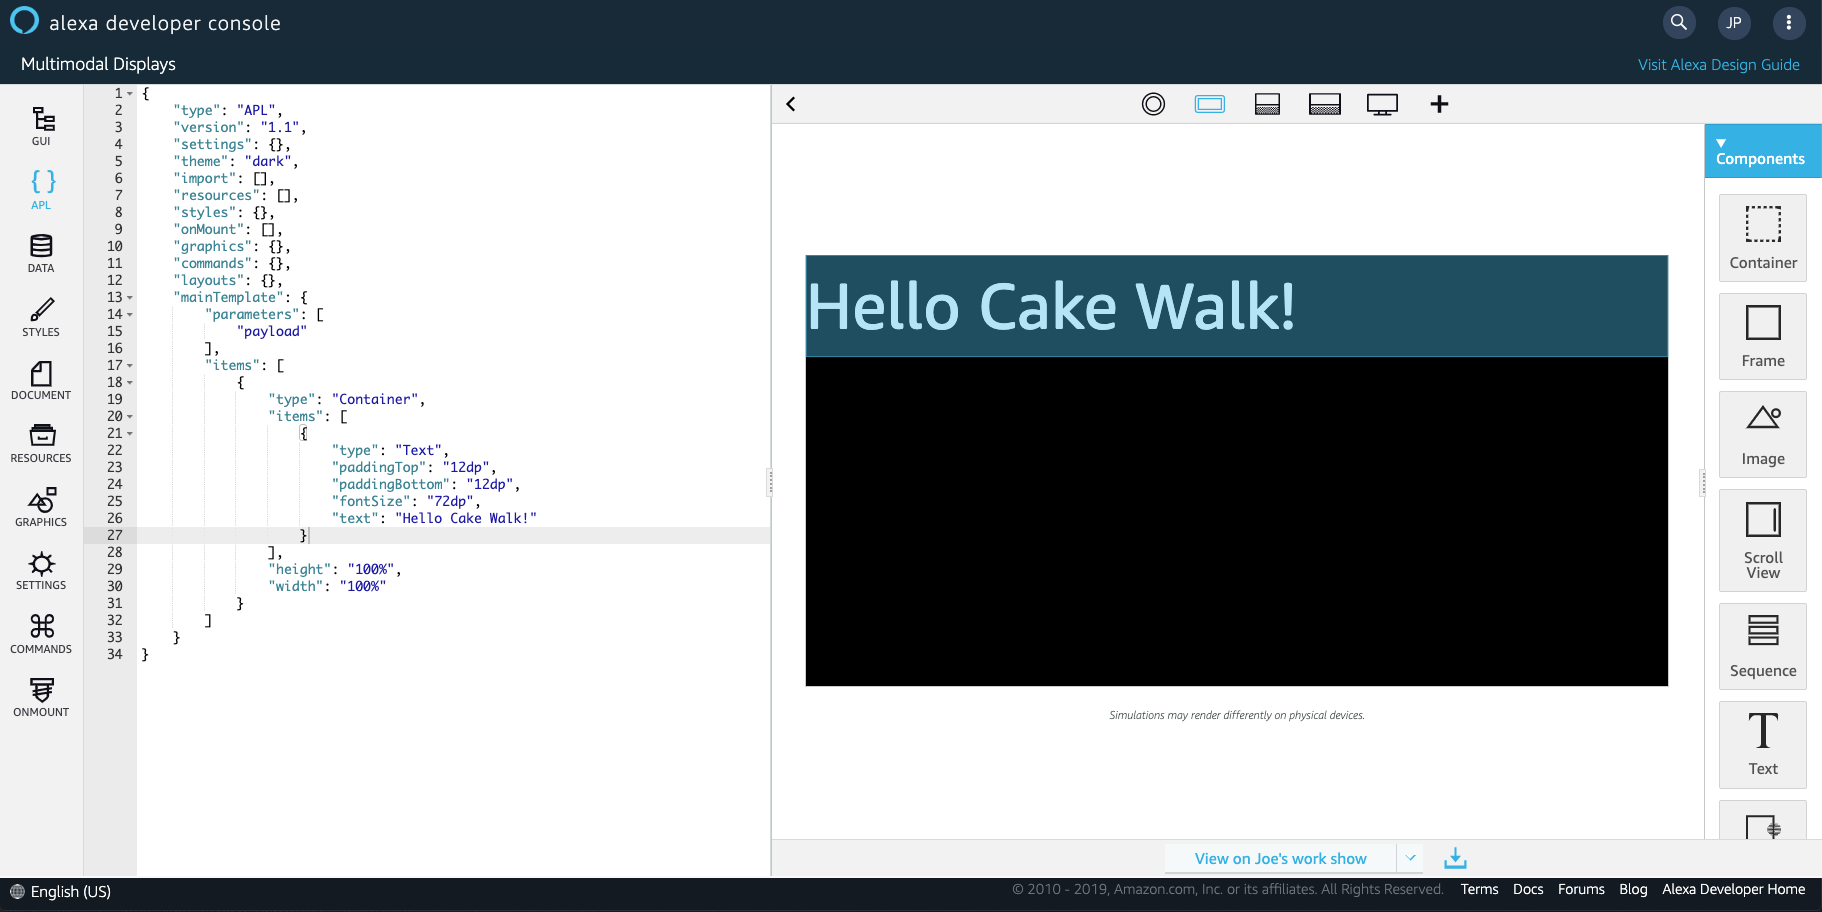 alexa developer console
JP
Multimodal Displays
Visit Alexa Design Guide
GUI
APL
DATA
STYLES
DOCUMENT
RESOURCES
GRAPHICS
SETTINGS
COMMANDS
ONMOUNT
1 {
2 "type": "APL",
3 "version": "1.1",
4 "settings": {},
5 "theme": "dark",
6 "import": [],
7 "resources": [],
8 "styles": {},
9 "onMount": [],
10 "graphics": {},
11 "commands": {},
12 "layouts": {},
13 "mainTemplate": {
14 "parameters": [
15 "payload"
16 ],
17 "items": [
18 {
19 "type": "Container",
20 "items": [
21 {
22 "type": "Text",
23 "paddingTop": "12dp",
24 "paddingBottom": "12dp",
25 "fontSize": "72dp",
26 "text": "Hello Cake Walk!"
27 }
28 ],
29 "height": "100%",
30 "width": "100%"
31 }
32 ]
33 }
34 }
Hello Cake Walk!
Simulations may render differently on physical devices.
View on Joe's work show
Components
Container
Frame
Image
Scroll
View
Sequence
T
Text
English (US)
© 2010 - 2019, Amazon.com, Inc. or its affiliates. All Rights Reserved. Terms Docs Forums Blog Alexa Developer Home